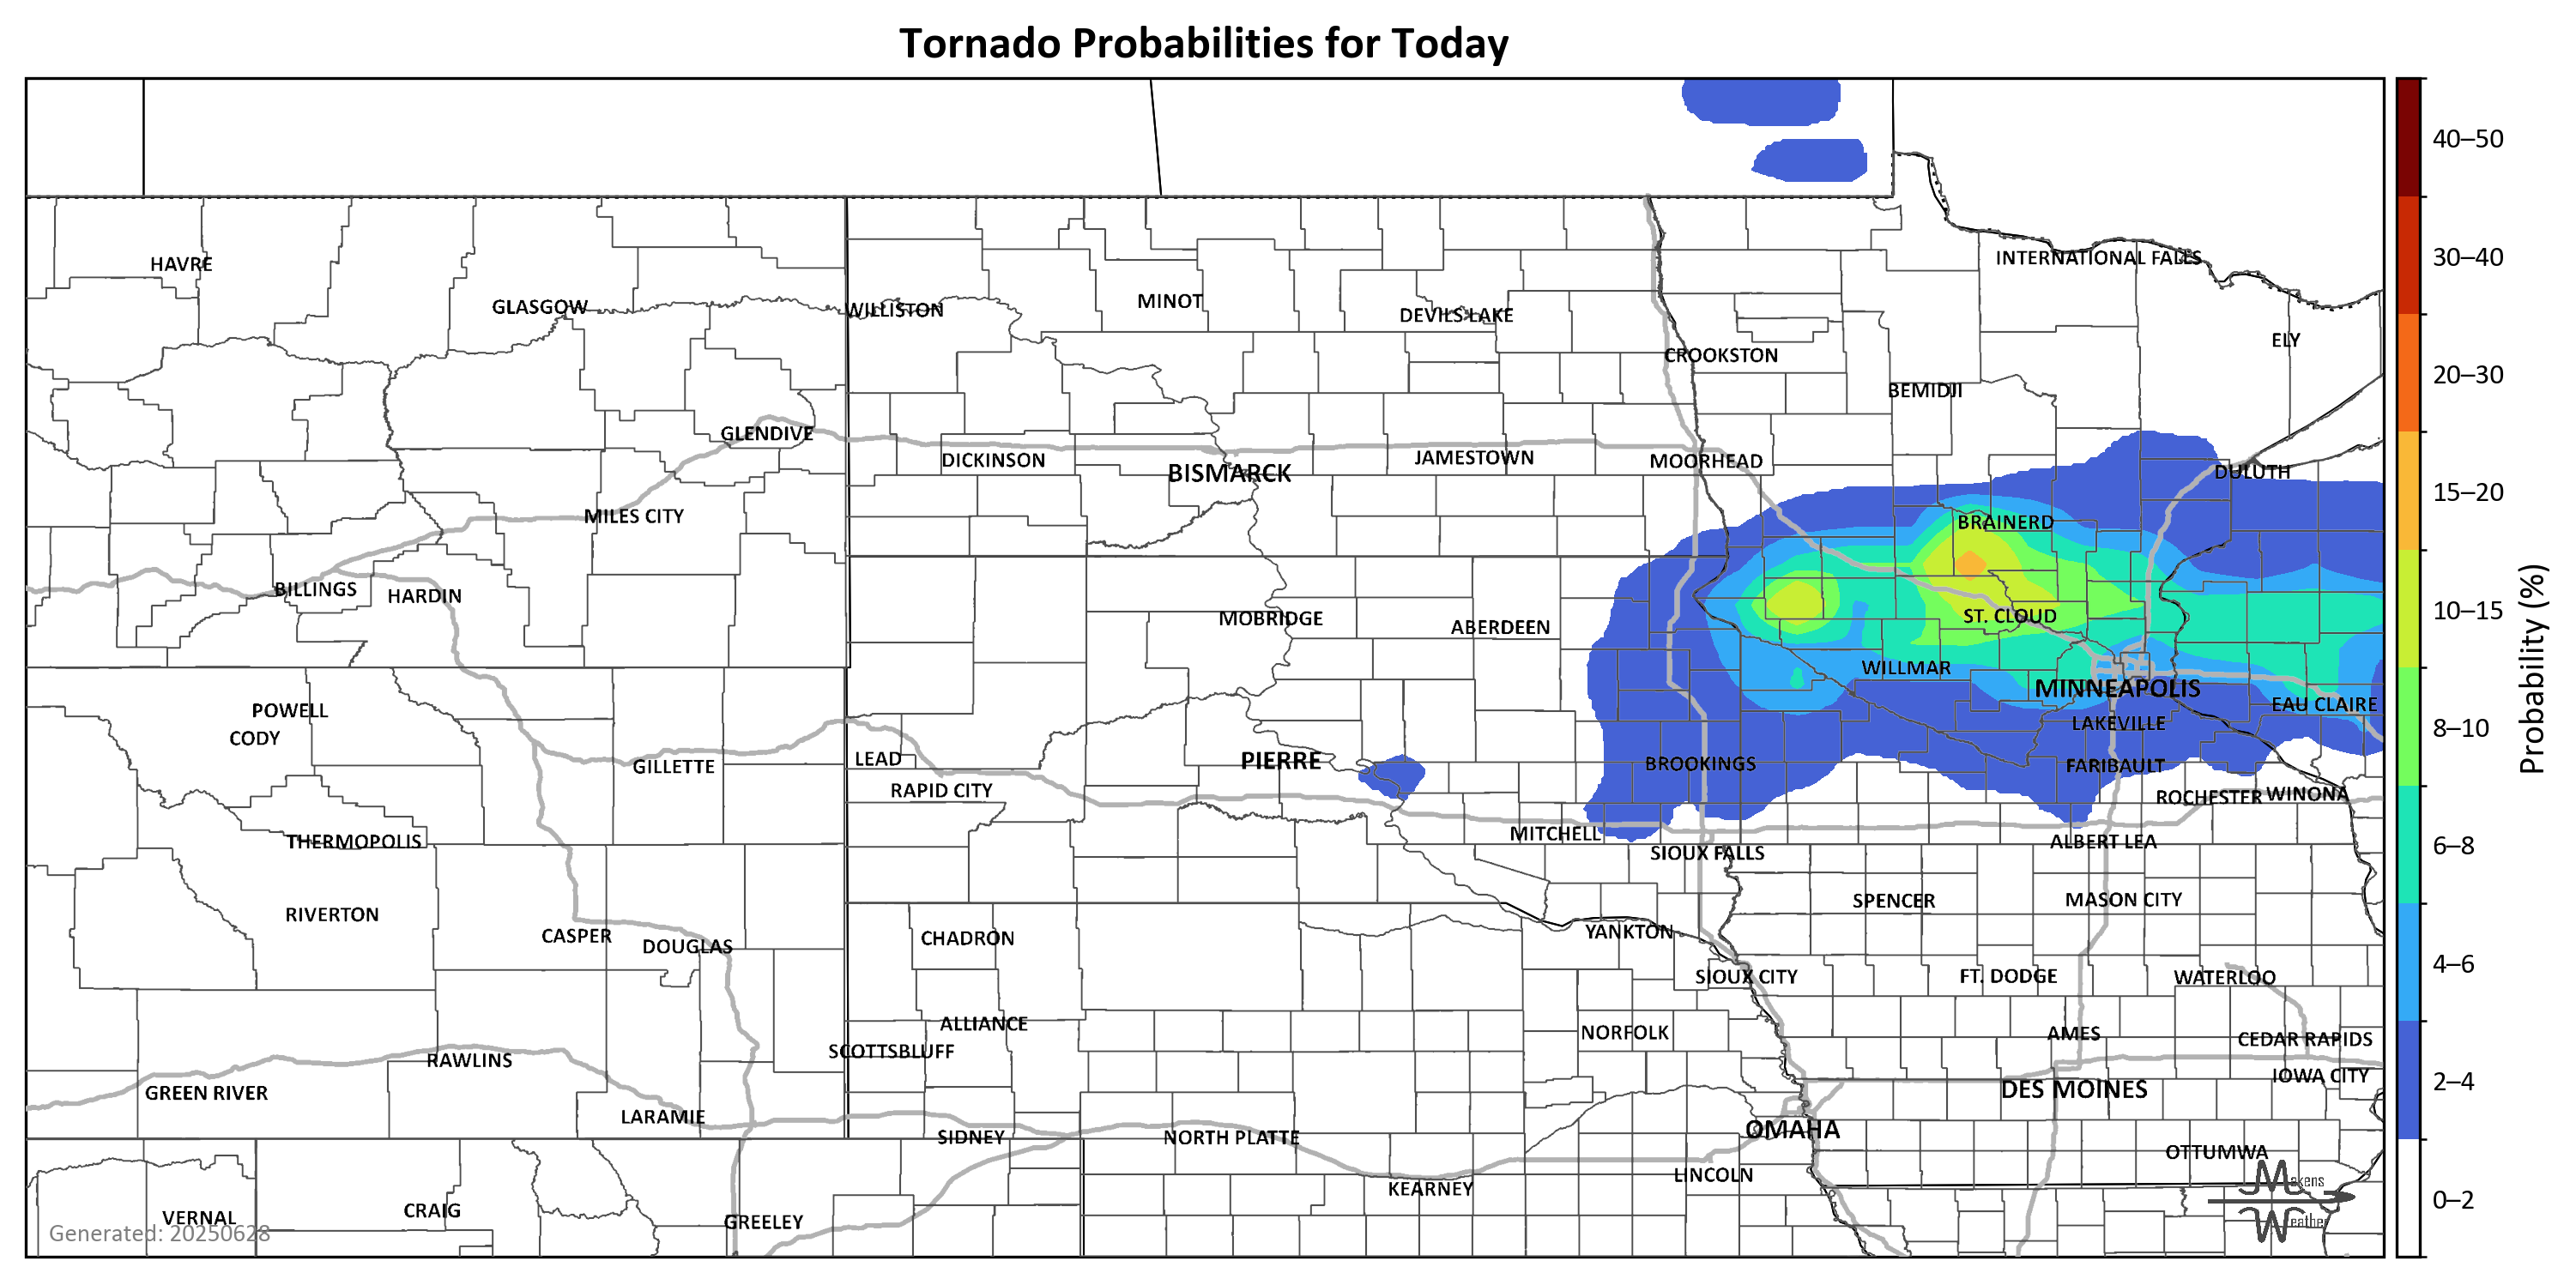 Tornado Probabilities for Today
40–50
INTERNATIONAL FALLS
HAVRE
30–40
MINOT
GLASGOW
WILLISTON
DEVILS LAKE
ELY
CROOKSTON
20–30
BEMIDJI
GLENDIVE
DICKINSON
JAMESTOWN
MOORHEAD
BISMARCK
DULUTH
15–20
MILES CITY
BRAINERD
BILLINGS
HARDIN
10–15
MOBRIDGE
ABERDEEN
ST. CLOUD
WILLMAR
Probability (%)
MINNEAPOLIS
EAU CLAIRE
POWELL
LAKEVILLE
8–10
CODY
LEAD
PIERRE
BROOKINGS
FARIBAULT
GILLETTE
RAPID CITY
ROCHESTER
WINONA
MITCHELL
THERMOPOLIS
ALBERT LEA
6–8
SIOUX FALLS
SPENCER
MASON CITY
RIVERTON
YANKTON
CASPER
CHADRON
DOUGLAS
4–6
SIOUX CITY
FT. DODGE
WATERLOO
ALLIANCE
NORFOLK
AMES
CEDAR RAPIDS
SCOTTSBLUFF
RAWLINS
IOWA CITY
2–4
GREEN RIVER
DES MOINES
LARAMIE
OMAHA
SIDNEY
NORTH PLATTE
OTTUMWA
LINCOLN
Makens
KEARNEY
0–2
CRAIG
VERNAL
GREELEY
Weather
Generated: 20250628